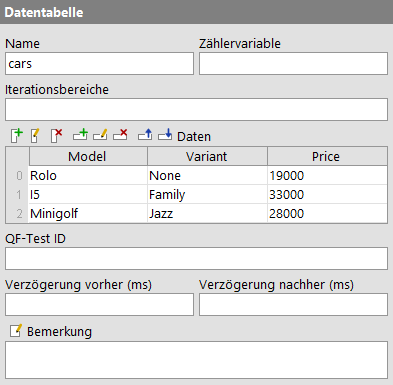 Datentabelle
Name Zählervariable
cars
Iterationsbereiche
Daten
Model Variant Price
0 Rolo None 19000
1 I5 Family 33000
2 Minigolf Jazz 28000
QF-Test ID
Verzögerung vorher (ms) Verzögerung nachher (ms)
Bemerkung